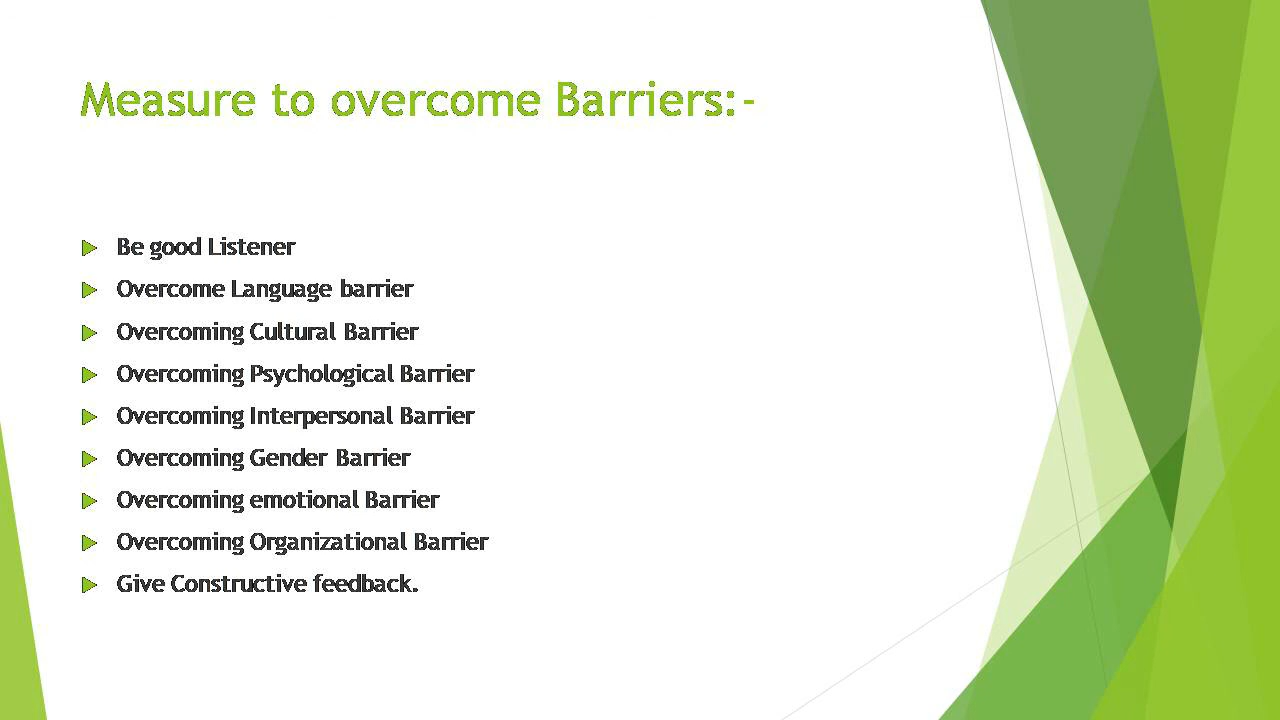 Measure to overcome Barriers:-
Be good Listener
Overcome Language barrier
Overcoming Cultural Barrier
Overcoming Psychological Barrier
Overcoming Interpersonal Barrier
Overcoming Gender Barrier
Overcoming emotional Barrier
Overcoming Organizational Barrier
Give Constructive feedback.